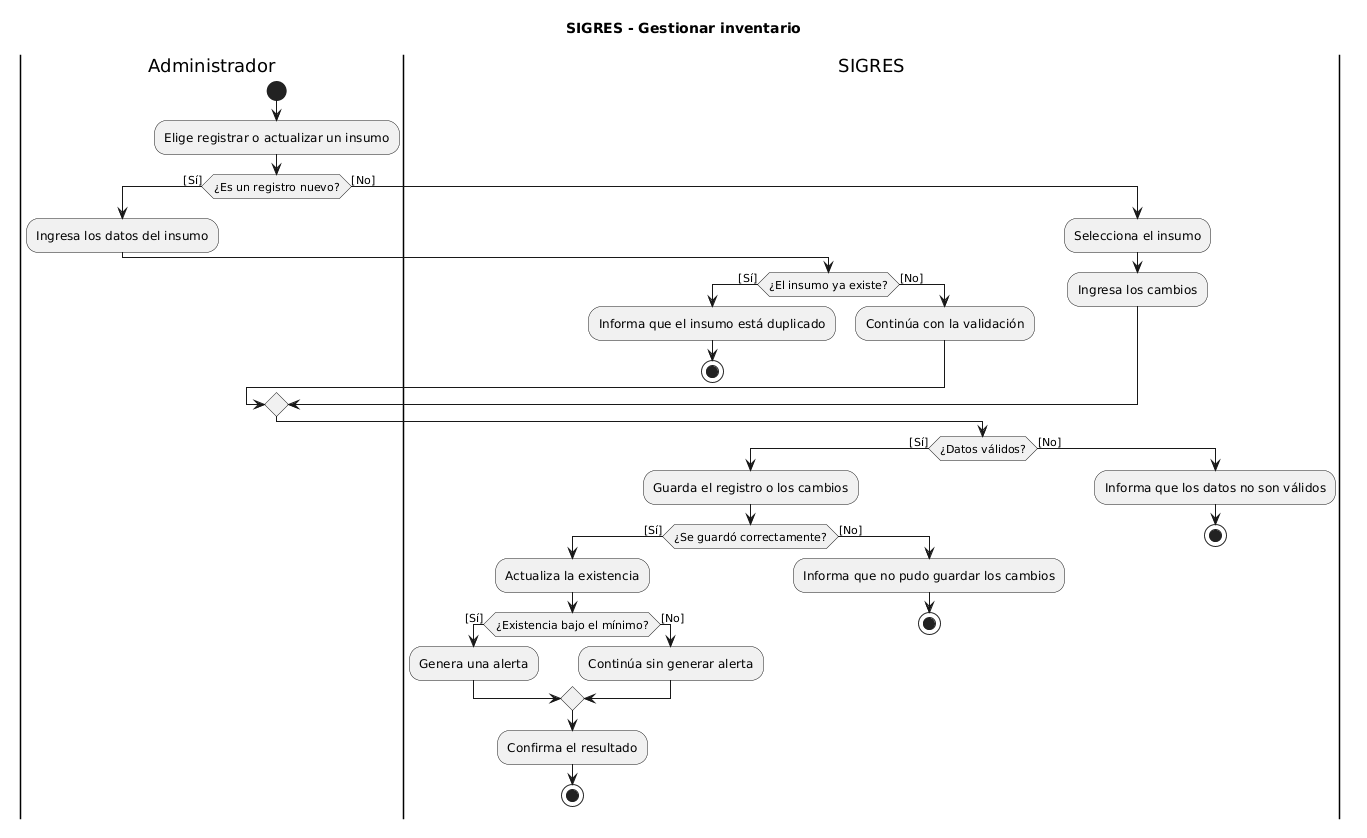 SIGRES - Gestionar inventario
Administrador
SIGRES
Elige registrar o actualizar un insumo
[Sí]
¿Es un registro nuevo?
[No]
Ingresa los datos del insumo
Selecciona el insumo
[Sí]
¿El insumo ya existe?
[No]
Ingresa los cambios
Informa que el insumo está duplicado
Continúa con la validación
[Sí]
¿Datos válidos?
[No]
Guarda el registro o los cambios
Informa que los datos no son válidos
[Sí]
¿Se guardó correctamente?
[No]
Actualiza la existencia
Informa que no pudo guardar los cambios
[Sí]
¿Existencia bajo el mínimo?
[No]
Genera una alerta
Continúa sin generar alerta
Confirma el resultado